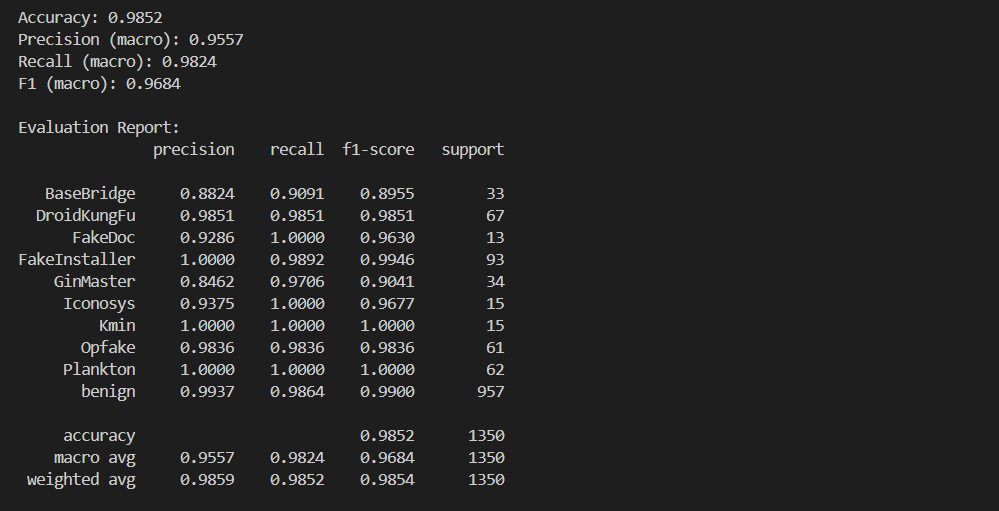 Accuracy: 0.9852
Precision (macro): 0.9557
Recall (macro): 0.9824
F1 (macro): 0.9684
Evaluation Report:
precision recall f1-score support
BaseBridge 0.8824 0.9091 0.8955 33
DroidKungFu 0.9851 0.9851 0.9851 67
FakeDoc 0.9286 1.0000 0.9630 13
FakeInstaller 1.0000 0.9892 0.9946 93
GinMaster 0.8462 0.9706 0.9041 34
Iconosys 0.9375 1.0000 0.9677 15
Kmin 1.0000 1.0000 1.0000 15
Opfake 0.9836 0.9836 0.9836 61
Plankton 1.0000 1.0000 1.0000 62
benign 0.9937 0.9864 0.9900 957
accuracy 0.9852 1350
macro avg 0.9557 0.9824 0.9684 1350
weighted avg 0.9859 0.9852 0.9854 1350